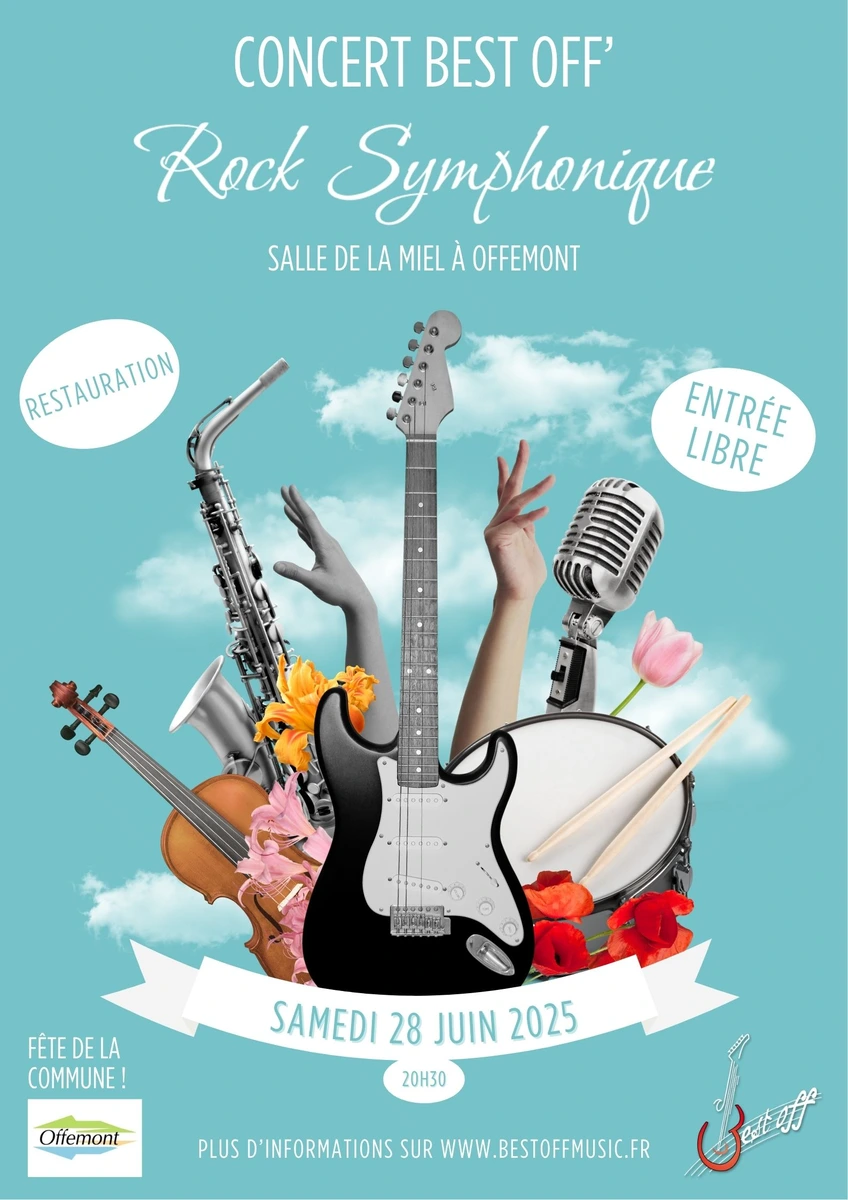 CONCERT BEST OFF'
Rock Symphonique
SALLE DE LA MIEL À OFFEMONT
RESTAURATION
ENTRÉE
LIBRE
SAMEDI 28 JUIN 2025
20H30
FÊTE DE LA
COMMUNE !
Offemont
Best off
PLUS D'INFORMATIONS SUR WWW.BESTOFFMUSIC.FR